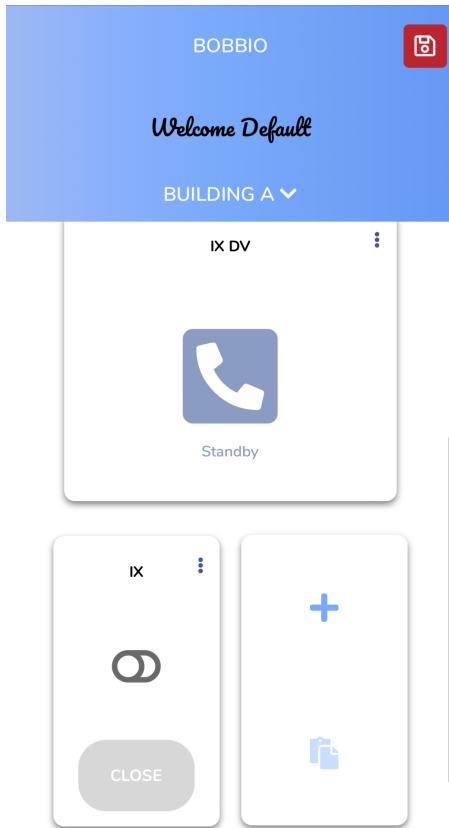 BOBBIO
Welcome Default
BUILDING A
IX DV
Standby
IX
CLOSE